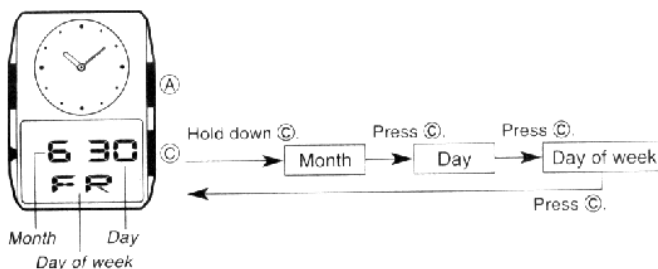 Ⓐ
6 30
FR
Ⓒ
Month
Day
Day of week
Hold down Ⓒ.
Month
Press Ⓒ.
Day
Press Ⓒ.
Day of week
Press Ⓒ.